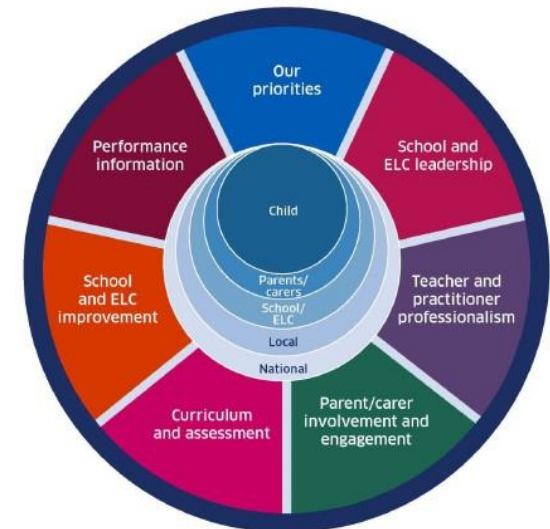 Our
priorities
School and
ELC leadership
Teacher and
practitioner
professionalism
Parent/carer
involvement and
engagement
Curriculum
and assessment
School
and ELC
improvement
Performance
information
Child
Parents/
carers
School/
ELC
Local
National